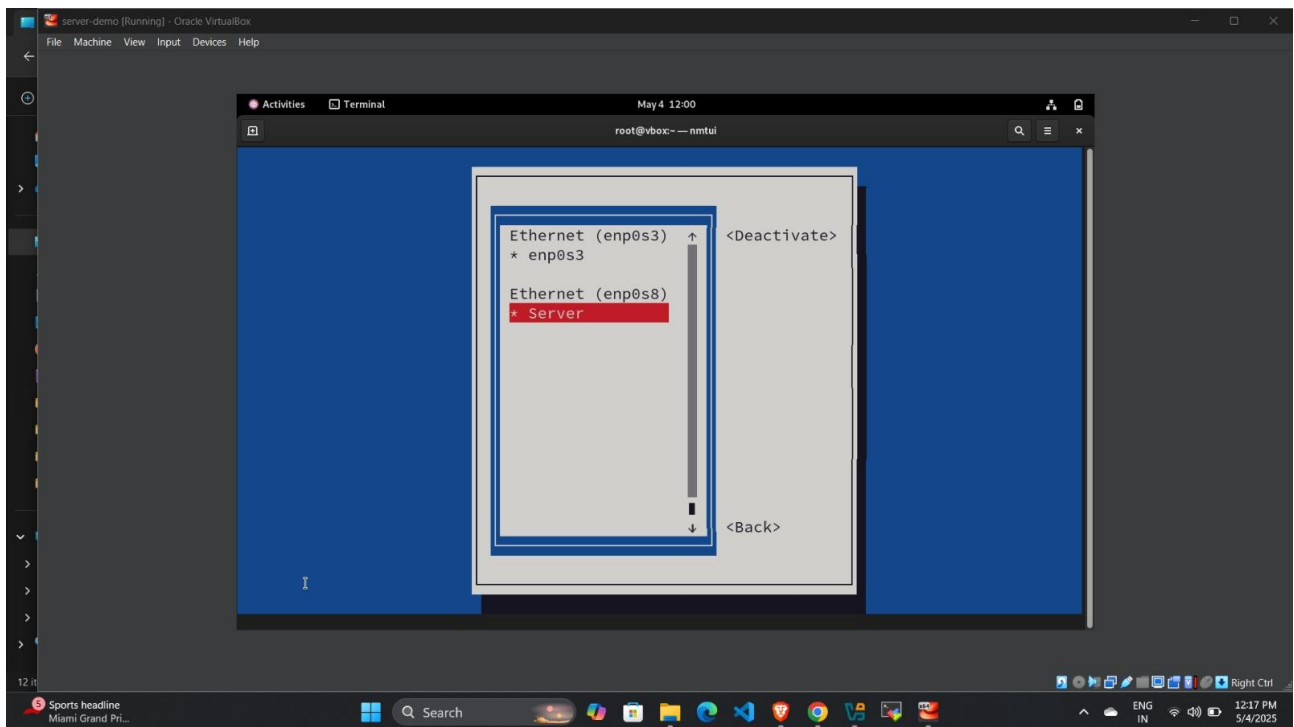 server-demo [Running] - Oracle VirtualBox
File Machine View Input Devices Help
Activities Terminal May 4 12:00
root@vbox:~ — nmtui
Ethernet (enp0s3) ↑ <Deactivate>
* enp0s3
Ethernet (enp0s8)
* Server
↓ <Back>
12 it
Right Ctrl
5 Sports headline
Miami Grand Pri...
Search
ENG
IN
12:17 PM
5/4/2025